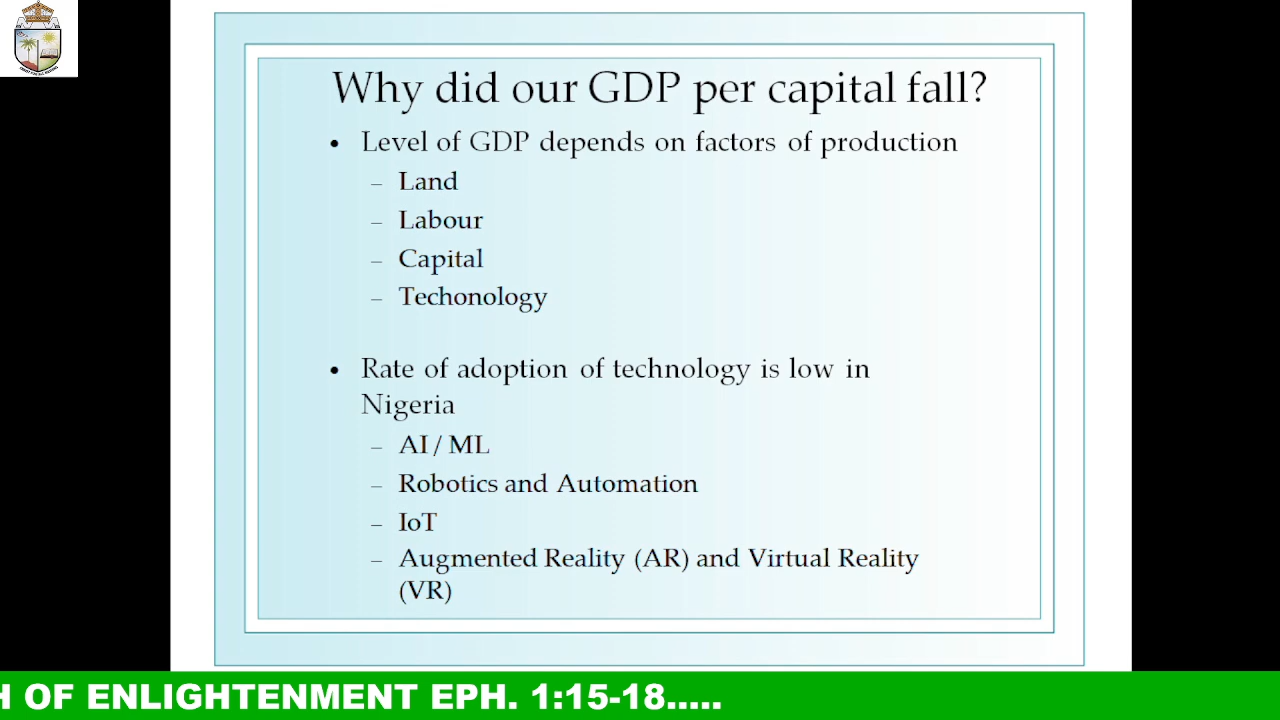 Why did our GDP per capital fall?
• Level of GDP depends on factors of production
– Land
– Labour
– Capital
– Techonology
• Rate of adoption of technology is low in
Nigeria
– AI / ML
– Robotics and Automation
– IoT
– Augmented Reality (AR) and Virtual Reality
(VR)
H OF ENLIGHTENMENT EPH. 1:15-18.....